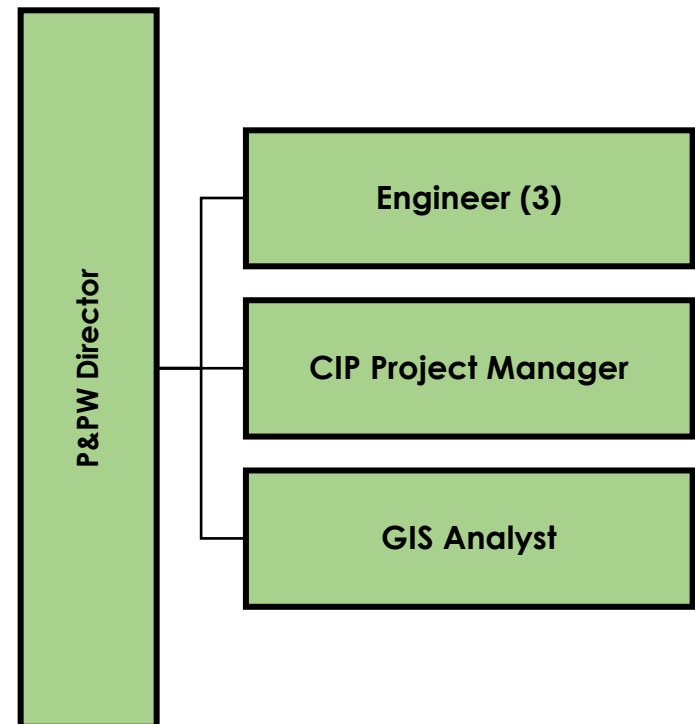 P&PW Director
Engineer (3)
CIP Project Manager
GIS Analyst